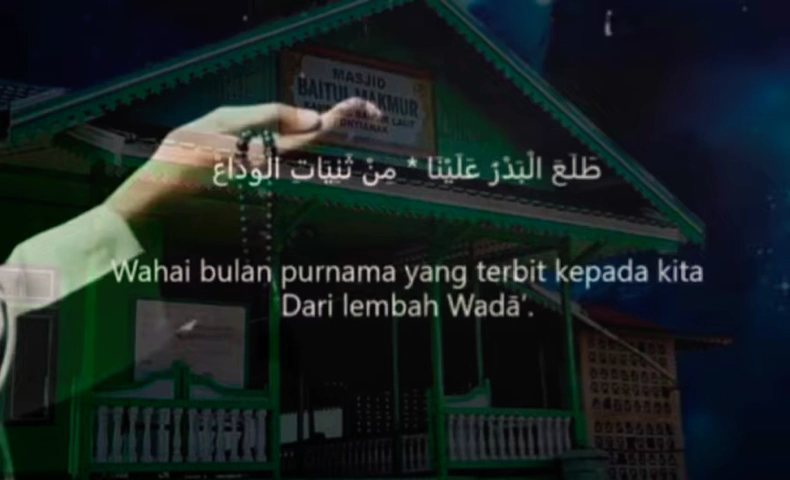 MASJID
BAITUL MAKMUR
طَلَعَ الْبَدْرُ عَلَيْنَا * مِنْ ثَنِيَاتِ الْوَدَاعْ
Wahai bulan purnama yang terbit kepada kita
Dari lembah Wadā’.